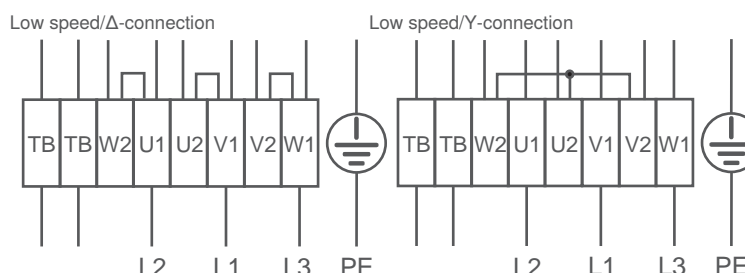 Low speed/Δ-connection
Low speed/Y-connection
TB TB W2 U1 U2 V1 V2 W1
TB TB W2 U1 U2 V1 V2 W1
L2 L1 L3 PE
L2 L1 L3 PE